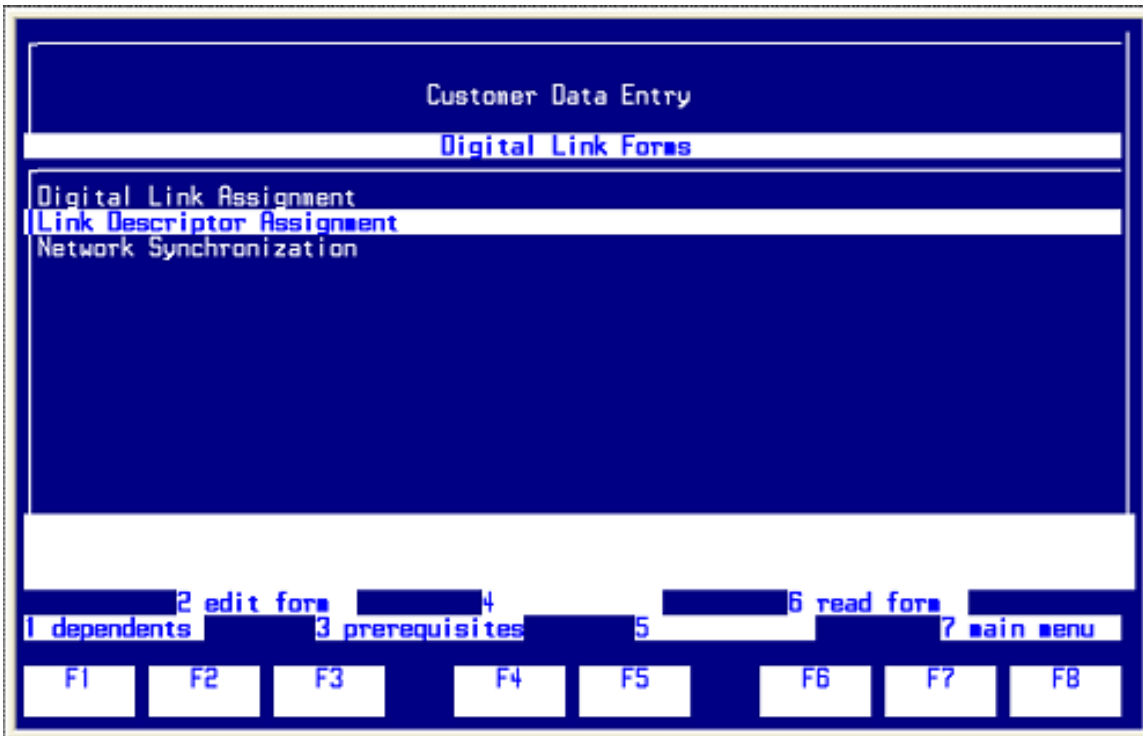 Customer Data Entry
Digital Link Forms
Digital Link Assignment
Link Descriptor Assignment
Network Synchronization
2 edit form 4 6 read form
1 dependents 3 prerequisites 5 7 main menu
F1 F2 F3 F4 F5 F6 F7 F8